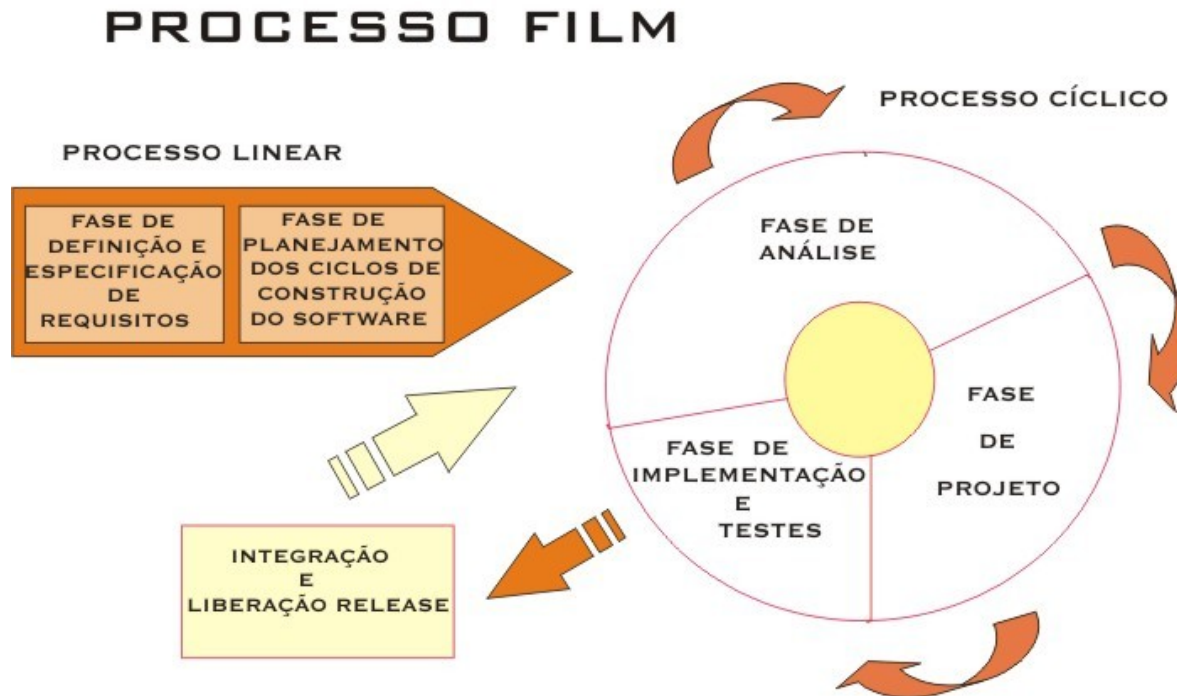 PROCESSO FILM
PROCESSO CÍCLICO
PROCESSO LINEAR
FASE DE
DEFINIÇÃO E
ESPECIFICAÇÃO
DE
REQUISITOS
FASE DE
PLANEJAMENTO
DOS CICLOS DE
CONSTRUÇÃO
DO SOFTWARE
FASE DE
ANÁLISE
FASE
DE
PROJETO
FASE DE
IMPLEMENTAÇÃO
E
TESTES
INTEGRAÇÃO
E
LIBERAÇÃO RELEASE